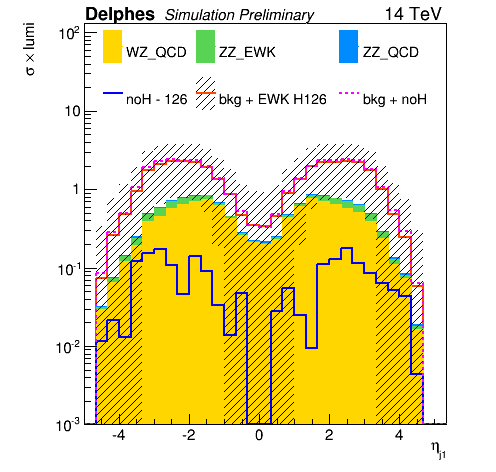 Delphes Simulation Preliminary 14 TeV
σ × lumi
WZ_QCD ZZ_EWK ZZ_QCD
noH - 126 bkg + EWK H126 bkg + noH
10²
10
1
10⁻¹
10⁻²
10⁻³
-4 -2 0 2 4
η_j1